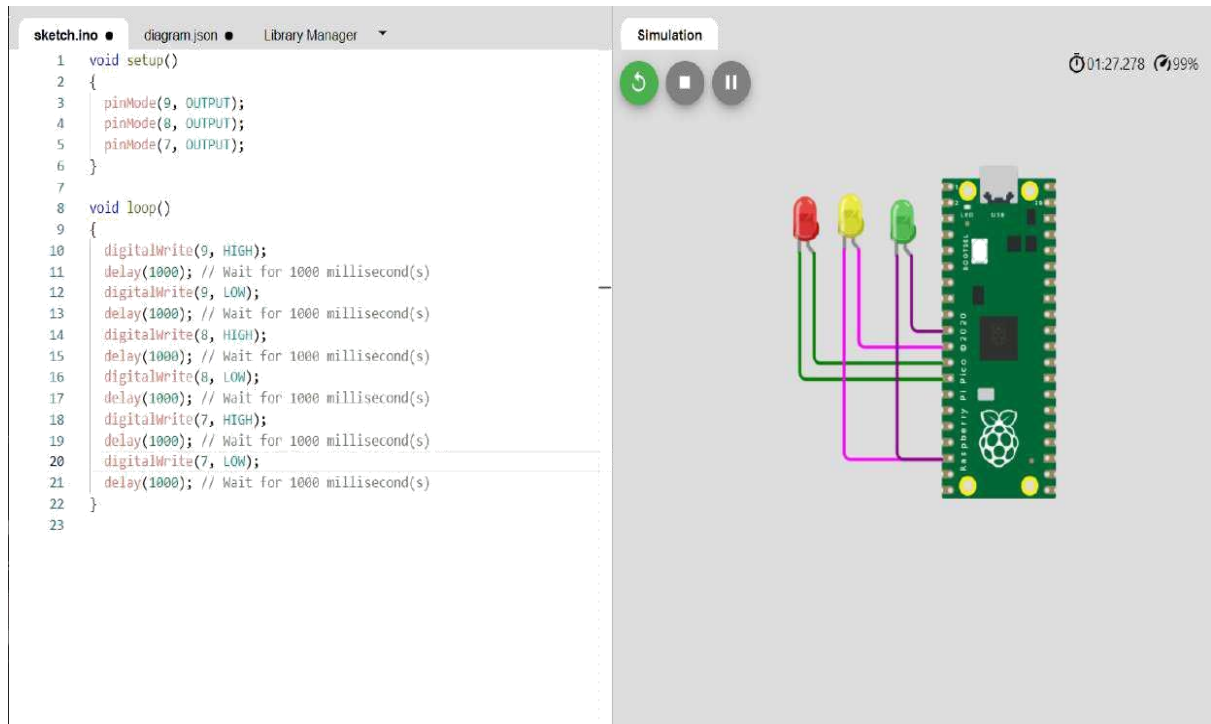 sketch.ino ● diagram.json ● Library Manager
1 void setup()
2 {
3 pinMode(9, OUTPUT);
4 pinMode(8, OUTPUT);
5 pinMode(7, OUTPUT);
6 }
7
8 void loop()
9 {
10 digitalWrite(9, HIGH);
11 delay(1000); // Wait for 1000 millisecond(s)
12 digitalWrite(9, LOW);
13 delay(1000); // Wait for 1000 millisecond(s)
14 digitalWrite(8, HIGH);
15 delay(1000); // Wait for 1000 millisecond(s)
16 digitalWrite(8, LOW);
17 delay(1000); // Wait for 1000 millisecond(s)
18 digitalWrite(7, HIGH);
19 delay(1000); // Wait for 1000 millisecond(s)
20 digitalWrite(7, LOW);
21 delay(1000); // Wait for 1000 millisecond(s)
22 }
23
Simulation
01:27.278 99%
1
2
LED USB
BOOTSEL
Raspberry Pi Pico ©2020